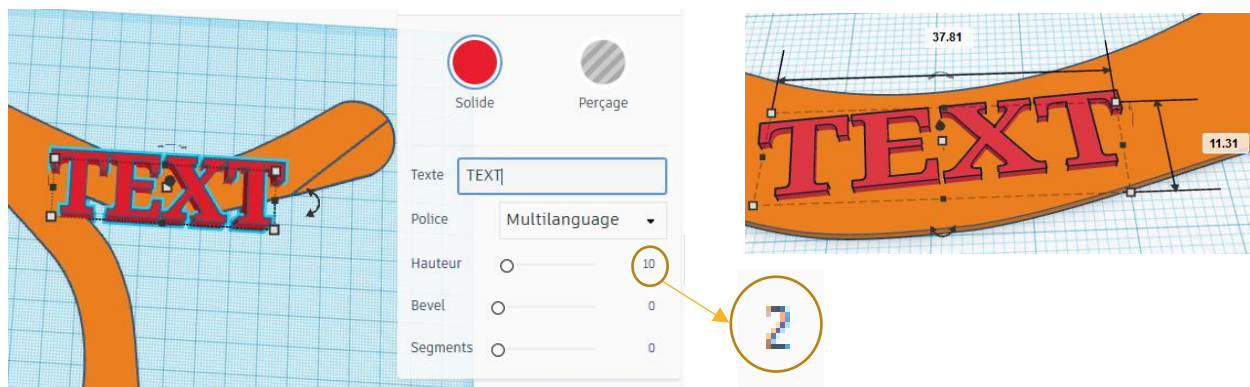 TEXT
Solide
Perçage
Texte TEXT
Police Multilanguage
Hauteur 10
Bevel 0
Segments 0
2
37.81
TEXT
11.31